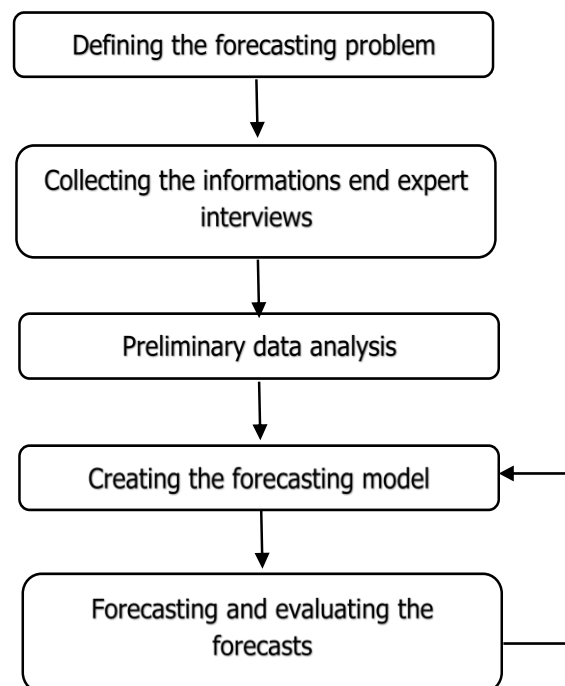 Defining the forecasting problem
Collecting the informations end expert
interviews
Preliminary data analysis
Creating the forecasting model
Forecasting and evaluating the
forecasts